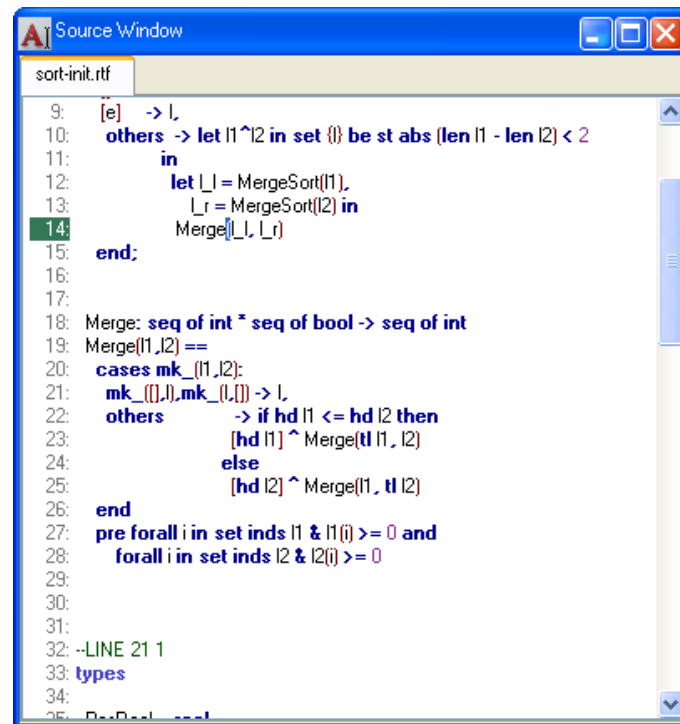 Source Window
sort-init.rtf
9: [e] -> l,
10: others -> let l1^l2 in set {l} be st abs (len l1 - len l2) < 2
11: in
12: let l_l = MergeSort(l1),
13: l_r = MergeSort(l2) in
14: Merge(l_l, l_r)
15: end;
16:
17:
18: Merge: seq of int * seq of bool -> seq of int
19: Merge(l1,l2) ==
20: cases mk_(l1,l2):
21: mk_([],l),mk_(l,[]) -> l,
22: others -> if hd l1 <= hd l2 then
23: [hd l1] ^ Merge(tl l1, l2)
24: else
25: [hd l2] ^ Merge(l1, tl l2)
26: end
27: pre forall i in set inds l1 & l1(i) >= 0 and
28: forall i in set inds l2 & l2(i) >= 0
29:
30:
31:
32: --LINE 21 1
33: types
34: